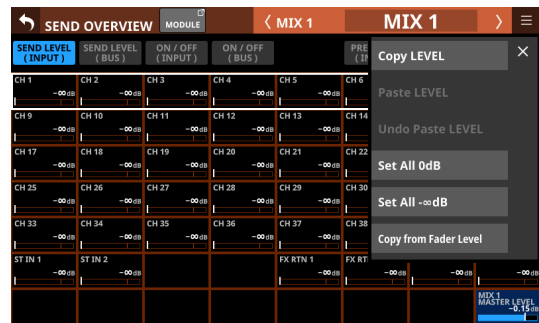 SEND OVERVIEW MODULE MIX 1 MIX 1
SEND LEVEL (INPUT) SEND LEVEL (BUS) ON / OFF (INPUT) ON / OFF (BUS)
Copy LEVEL
Paste LEVEL
Undo Paste LEVEL
Set All 0dB
Set All -∞dB
Copy from Fader Level
CH 1 CH 2 CH 3 CH 4 CH 5 CH 6
-∞dB -∞dB -∞dB -∞dB -∞dB
CH 9 CH 10 CH 11 CH 12 CH 13 CH 14
-∞dB -∞dB -∞dB -∞dB -∞dB
CH 17 CH 18 CH 19 CH 20 CH 21 CH 22
-∞dB -∞dB -∞dB -∞dB -∞dB
CH 25 CH 26 CH 27 CH 28 CH 29 CH 30
-∞dB -∞dB -∞dB -∞dB -∞dB
CH 33 CH 34 CH 35 CH 36 CH 37 CH 38
-∞dB -∞dB -∞dB -∞dB -∞dB
ST IN 1 ST IN 2 FX RTN 1 FX RT
-∞dB -∞dB -∞dB -∞dB -∞dB -∞dB
MIX 1
MASTER LEVEL
-0.15dB